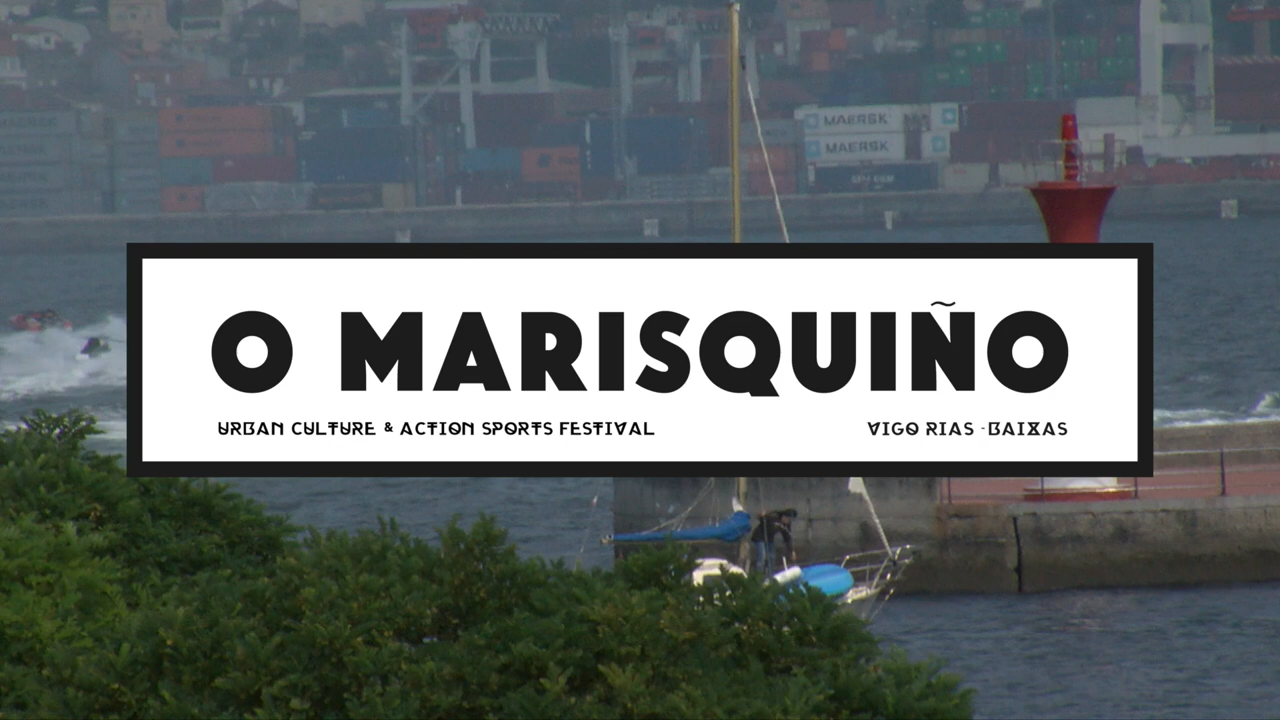 MAERSK
MAERSK
O MARISQUIÑO
URBAN CULTURE & ACTION SPORTS FESTIVAL
VIGO RIAS -BAIXAS